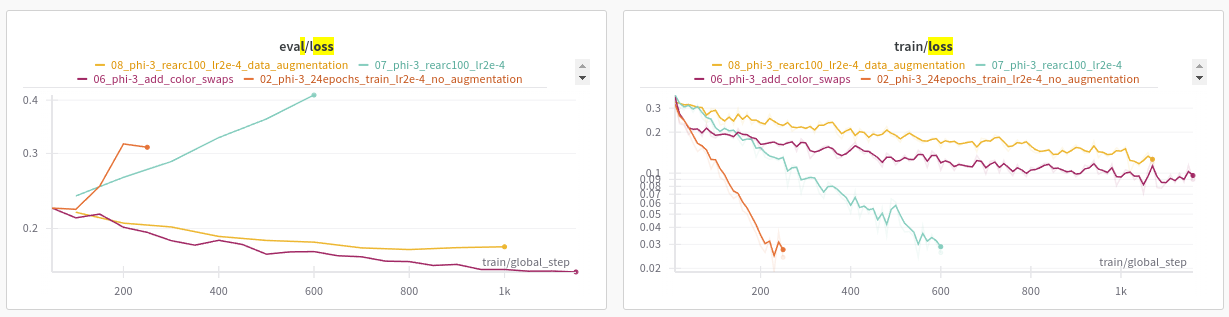 eval/loss
08_phi-3_rearc100_lr2e-4_data_augmentation 07_phi-3_rearc100_lr2e-4
06_phi-3_add_color_swaps 02_phi-3_24epochs_train_lr2e-4_no_augmentation
0.4
0.3
0.2
train/global_step
200 400 600 800 1k
train/loss
08_phi-3_rearc100_lr2e-4_data_augmentation 07_phi-3_rearc100_lr2e-4
06_phi-3_add_color_swaps 02_phi-3_24epochs_train_lr2e-4_no_augmentation
0.3
0.2
0.1
0.09
0.08
0.07
0.06
0.05
0.04
0.03
0.02
train/global_step
200 400 600 800 1k